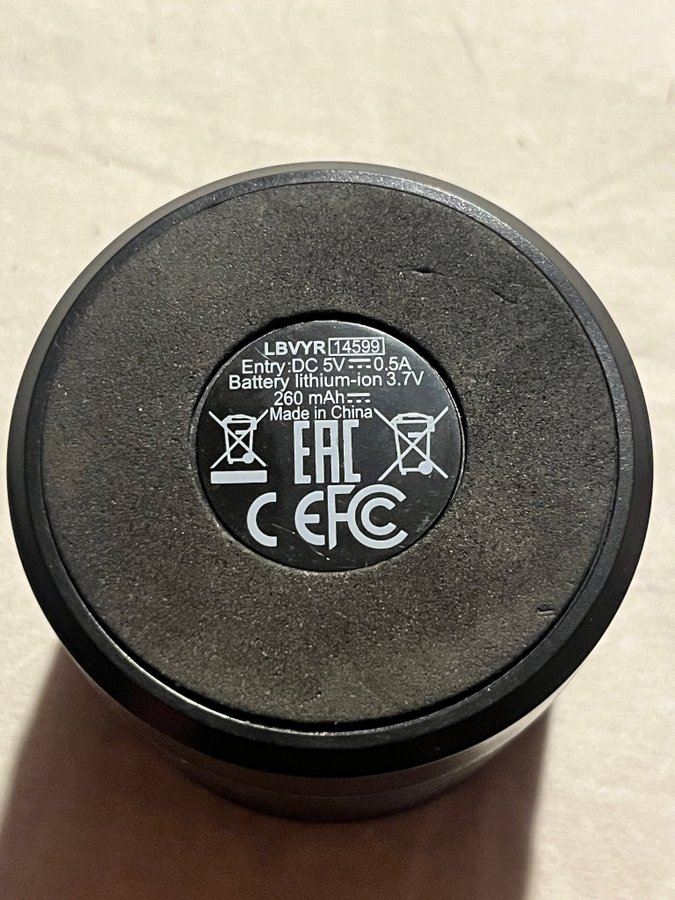 LBVYR 14599
Entry:DC 5V⎓0.5A
Battery lithium-ion 3.7V
260 mAh⎓
Made in China
EAC
CE FC